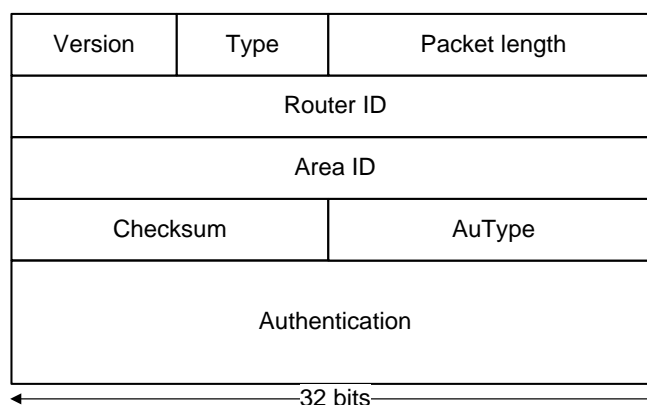 Version Type Packet length
Router ID
Area ID
Checksum AuType
Authentication
32 bits